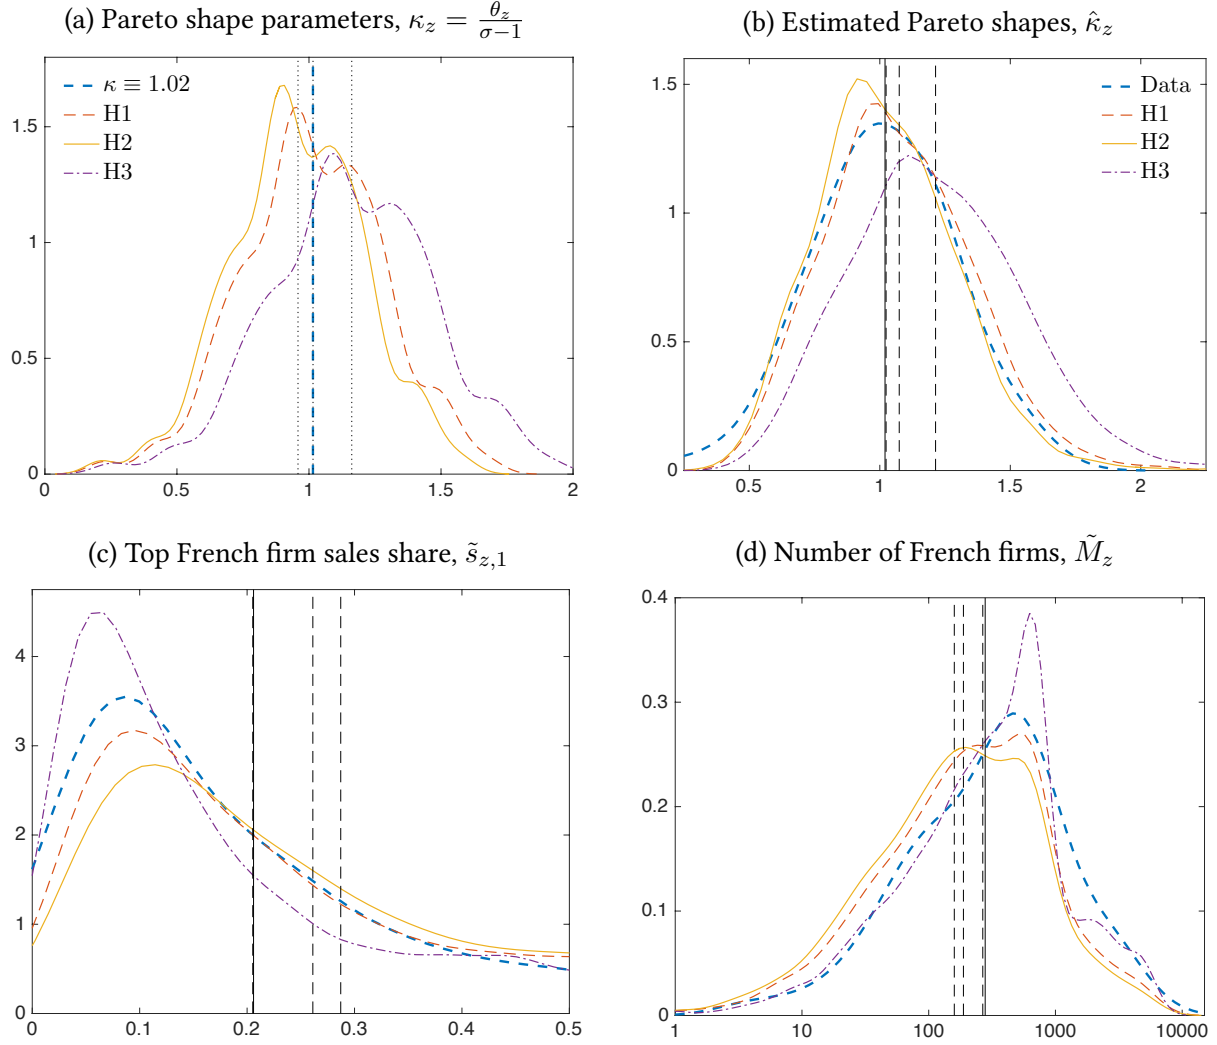 (a) Pareto shape parameters, κ_z = θ_z/(σ−1)
κ ≡ 1.02
H1
H2
H3
1.5
1
0.5
0
0 0.5 1 1.5 2
(b) Estimated Pareto shapes, κ̂_z
Data
H1
H2
H3
1.5
1
0.5
0
0.5 1 1.5 2
(c) Top French firm sales share, s̃_{z,1}
4
3
2
1
0
0 0.1 0.2 0.3 0.4 0.5
(d) Number of French firms, M̃_z
0.4
0.3
0.2
0.1
0
1 10 100 1000 10000